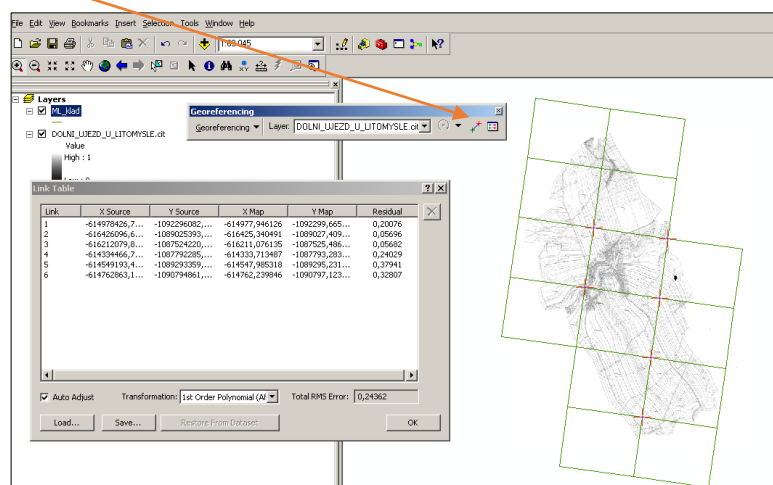 File Edit View Bookmarks Insert Selection Tools Window Help
1:69 045
Layers
ML_klad
DOLNI_UJEZD_U_LITOMYSLE.cit
Value
High : 1
Georeferencing
Georeferencing Layer: DOLNI_UJEZD_U_LITOMYSLE.cit
Link Table
Link X Source Y Source X Map Y Map Residual
1 -614978426,7... -1092296082,... -614977,946126 -1092299,665... 0,20076
2 -616426096,6... -1089025393,... -616425,340491 -1089027,409... 0,05696
3 -616212079,8... -1087524220,... -616211,076135 -1087525,486... 0,05682
4 -614334466,7... -1087792285,... -614333,713487 -1087793,283... 0,24029
5 -614549193,4... -1089293359,... -614547,985318 -1089295,231... 0,37941
6 -614762863,1... -1090794861,... -614762,239846 -1090797,123... 0,32807
Auto Adjust Transformation: 1st Order Polynomial (Af Total RMS Error: 0,24362
Load... Save... Restore From Dataset OK